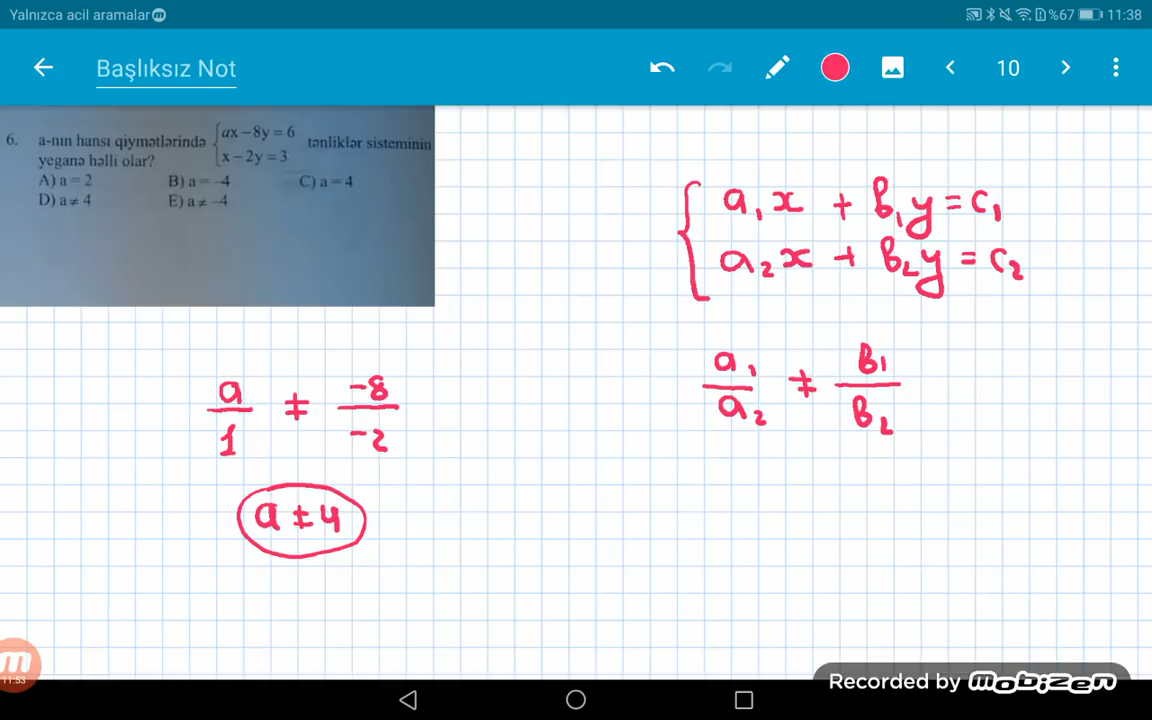 Yalnızca acil aramalar %67 11:38
Başlıksız Not 10
6. a-nın hansı qiymətlərində { ax – 8y = 6 tənliklər sisteminin
x – 2y = 3
yeganə həlli olar?
A) a = 2 B) a = –4 C) a = 4
D) a ≠ 4 E) a ≠ –4
a₁x + b₁y = c₁
a₂x + b₂y = c₂
a₁/a₂ ≠ b₁/b₂
a/1 ≠ -8/-2
a ≠ 4
11:53
Recorded by mobizen